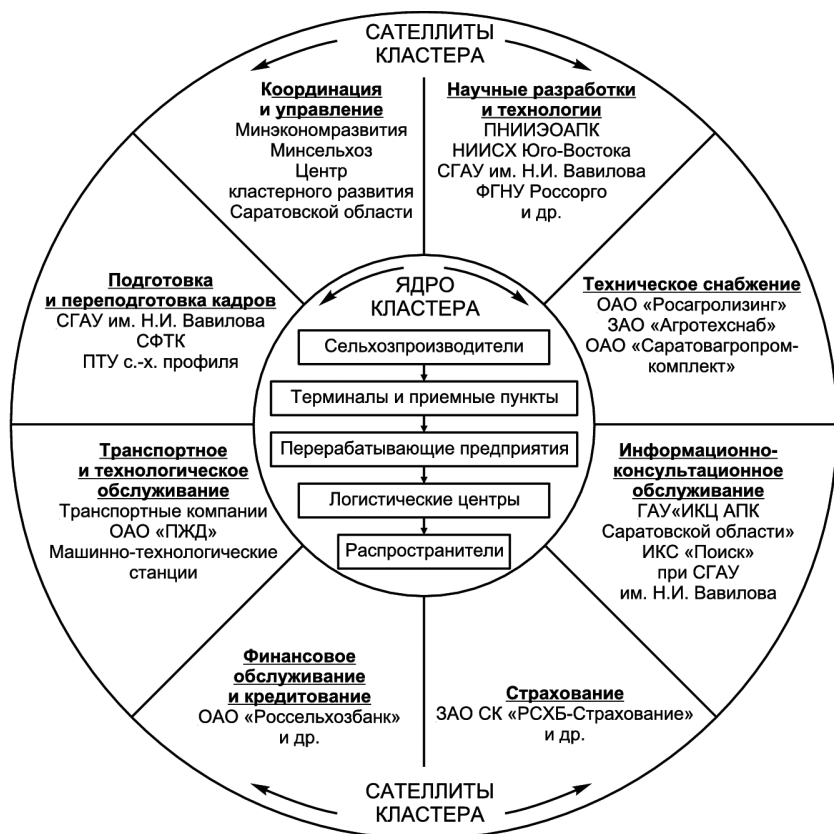 САТЕЛЛИТЫ
КЛАСТЕРА
Координация
и управление
Минэкономразвития
Минсельхоз
Центр
кластерного развития
Саратовской области
Научные разработки
и технологии
ПНИИЭОАПК
НИИСХ Юго-Востока
СГАУ им. Н.И. Вавилова
ФГНУ Россорго
и др.
Подготовка
и переподготовка кадров
СГАУ им. Н.И. Вавилова
СФТК
ПТУ с.-х. профиля
ЯДРО
КЛАСТЕРА
Сельхозпроизводители
Терминалы и приемные пункты
Перерабатывающие предприятия
Логистические центры
Распространители
Техническое снабжение
ОАО «Росагролизинг»
ЗАО «Агротехснаб»
ОАО «Саратовагропром-
комплект»
Транспортное
и технологическое
обслуживание
Транспортные компании
ОАО «ПЖД»
Машинно-технологические
станции
Информационно-
консультационное
обслуживание
ГАУ«ИКЦ АПК
Саратовской области»
ИКС «Поиск»
при СГАУ
им. Н.И. Вавилова
Финансовое
обслуживание
и кредитование
ОАО «Россельхозбанк»
и др.
Страхование
ЗАО СК «РСХБ-Страхование»
и др.
САТЕЛЛИТЫ
КЛАСТЕРА